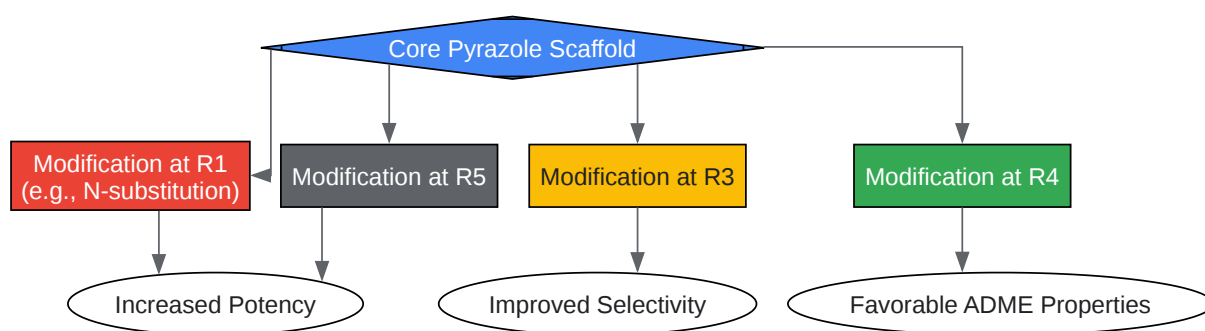 Core Pyrazole Scaffold
Modification at R1
(e.g., N-substitution)
Modification at R5
Modification at R3
Modification at R4
Increased Potency
Improved Selectivity
Favorable ADME Properties